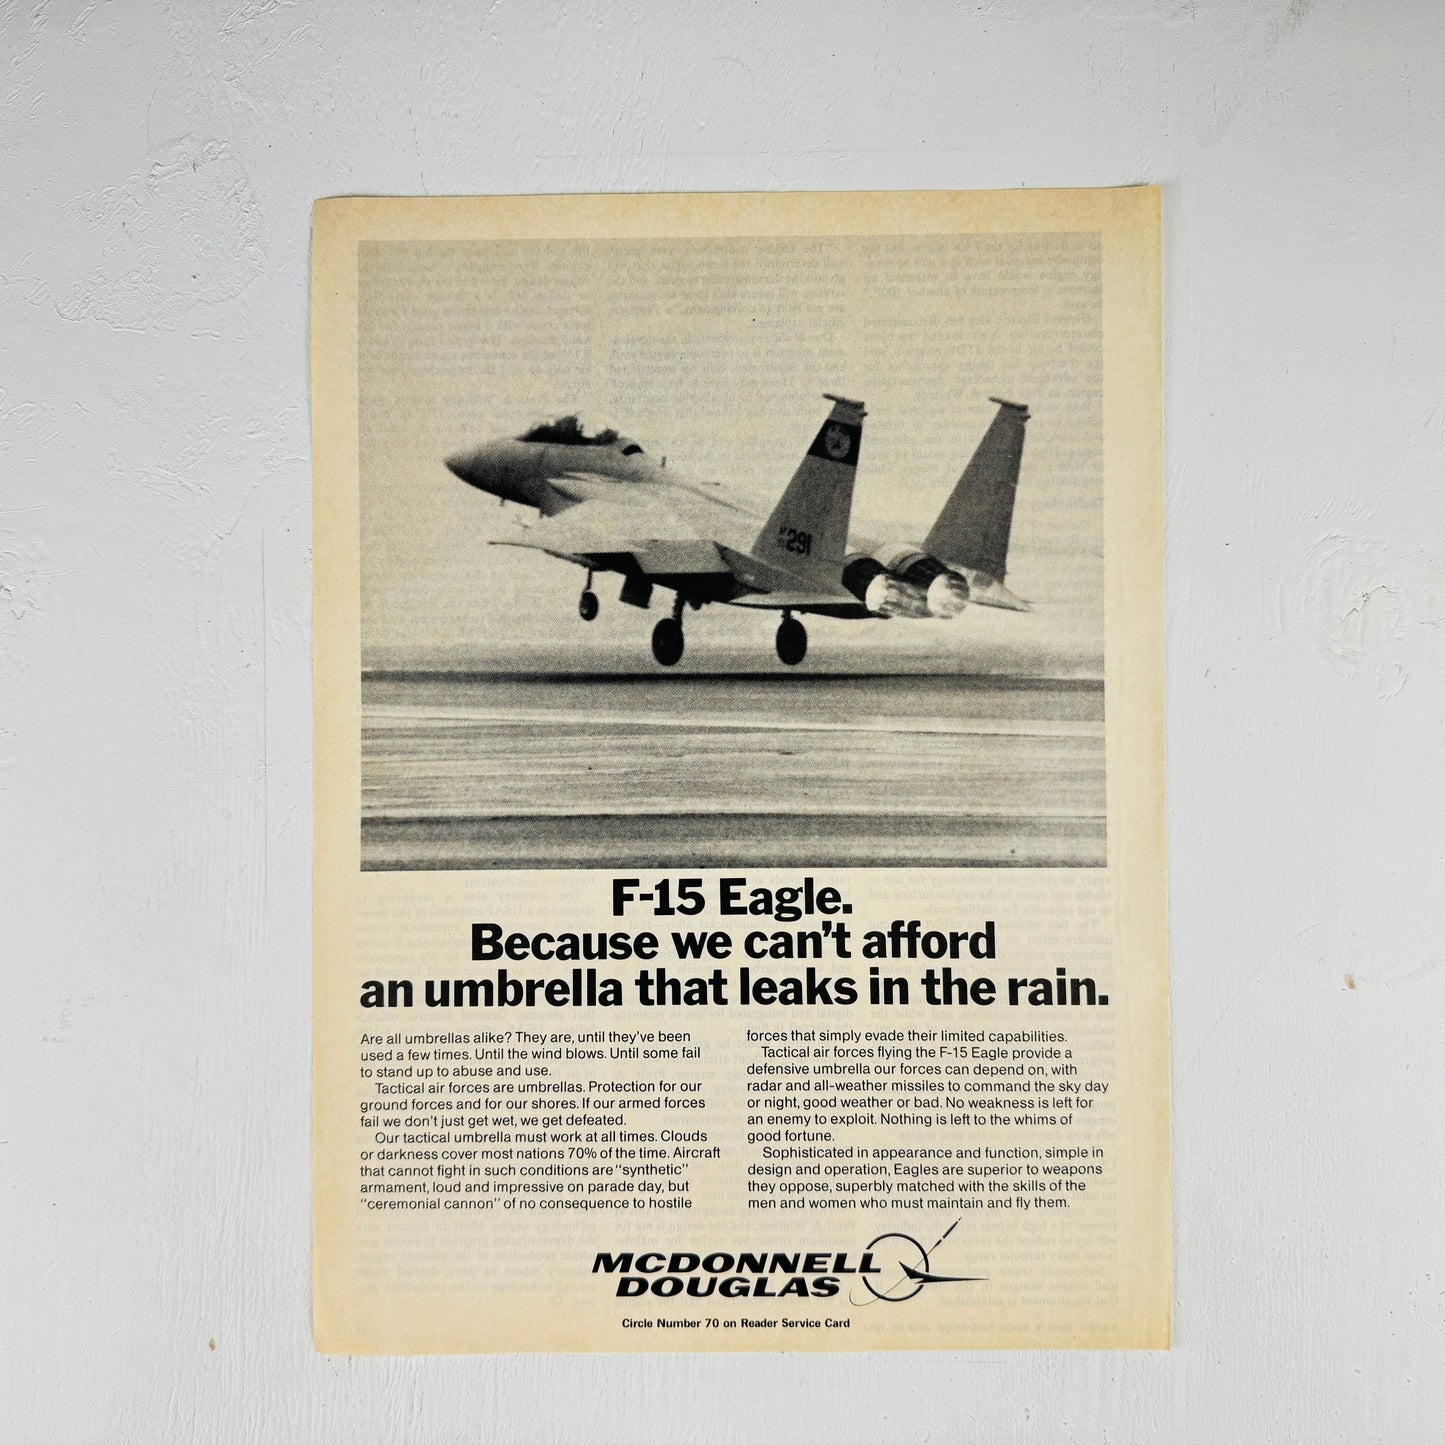 291
F-15 Eagle.
Because we can't afford
an umbrella that leaks in the rain.
Are all umbrellas alike? They are, until they've been
used a few times. Until the wind blows. Until some fail
to stand up to abuse and use.
Tactical air forces are umbrellas. Protection for our
ground forces and for our shores. If our armed forces
fail we don't just get wet, we get defeated.
Our tactical umbrella must work at all times. Clouds
or darkness cover most nations 70% of the time. Aircraft
that cannot fight in such conditions are "synthetic"
armament, loud and impressive on parade day, but
"ceremonial cannon" of no consequence to hostile
forces that simply evade their limited capabilities.
Tactical air forces flying the F-15 Eagle provide a
defensive umbrella our forces can depend on, with
radar and all-weather missiles to command the sky day
or night, good weather or bad. No weakness is left for
an enemy to exploit. Nothing is left to the whims of
good fortune.
Sophisticated in appearance and function, simple in
design and operation, Eagles are superior to weapons
they oppose, superbly matched with the skills of the
men and women who must maintain and fly them.
MCDONNELL
DOUGLAS
Circle Number 70 on Reader Service Card